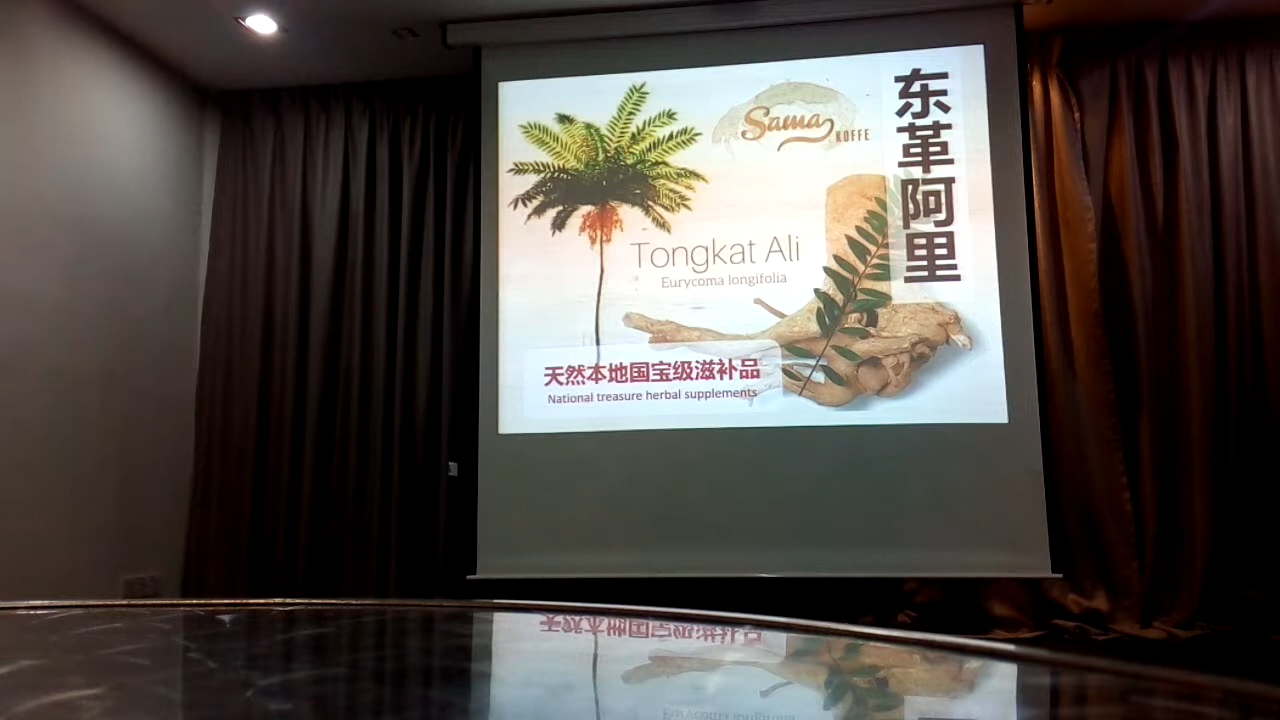 Sama
KOFFE
东革阿里
Tongkat Ali
Eurycoma longifolia
天然本地国宝级滋补品
National treasure herbal supplements